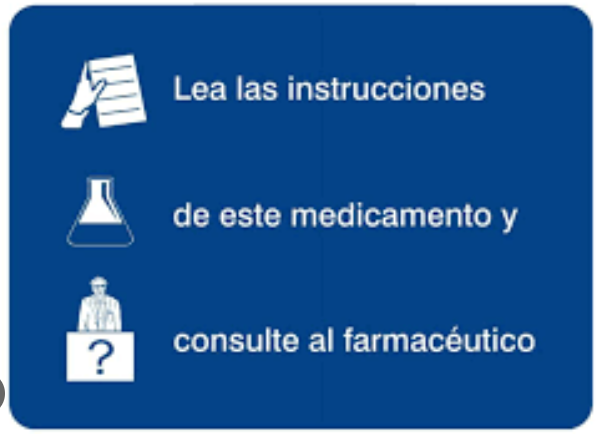 Lea las instrucciones
de este medicamento y
?
consulte al farmacéutico